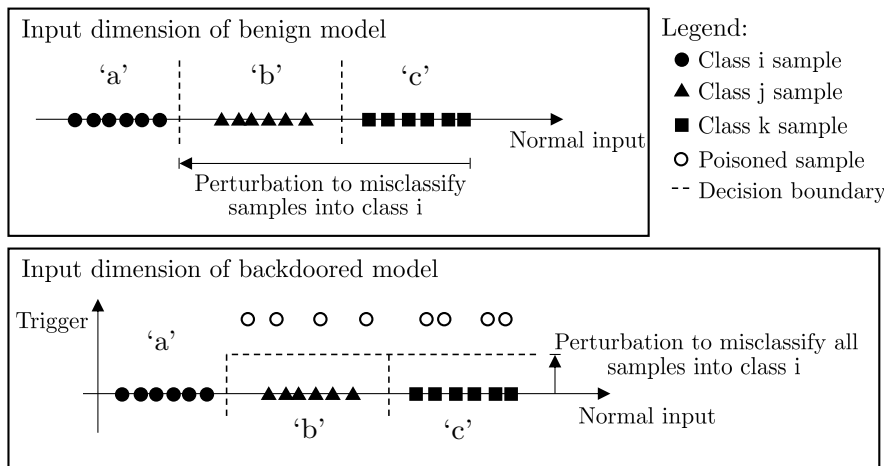 Input dimension of benign model
‘a’
‘b’
‘c’
Normal input
Perturbation to misclassify
samples into class i
Legend:
Class i sample
Class j sample
Class k sample
Poisoned sample
Decision boundary
Input dimension of backdoored model
Trigger
‘a’
Perturbation to misclassify all
samples into class i
Normal input
‘b’
‘c’